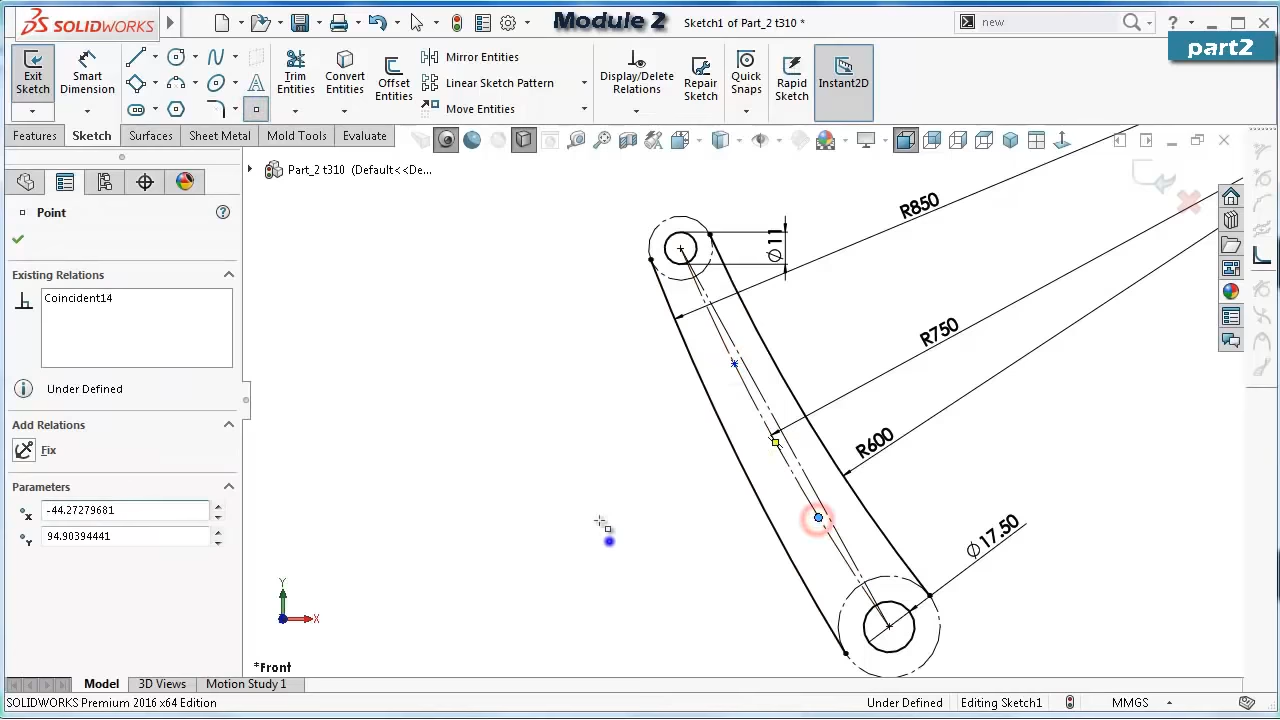 SOLIDWORKS
Module 2
Sketch1 of Part_2 t310 *
new
part2
Exit Sketch
Smart Dimension
Trim Entities
Convert Entities
Offset Entities
Mirror Entities
Linear Sketch Pattern
Move Entities
Display/Delete Relations
Repair Sketch
Quick Snaps
Rapid Sketch
Instant2D
Features
Sketch
Surfaces
Sheet Metal
Mold Tools
Evaluate
Part_2 t310 (Default<<De...
Point
Existing Relations
Coincident14
Under Defined
Add Relations
Fix
Parameters
-44.27279681
94.90394441
R850
∅11
R750
R600
∅17.50
Y
X
*Front
Model
3D Views
Motion Study 1
SOLIDWORKS Premium 2016 x64 Edition
Under Defined
Editing Sketch1
MMGS